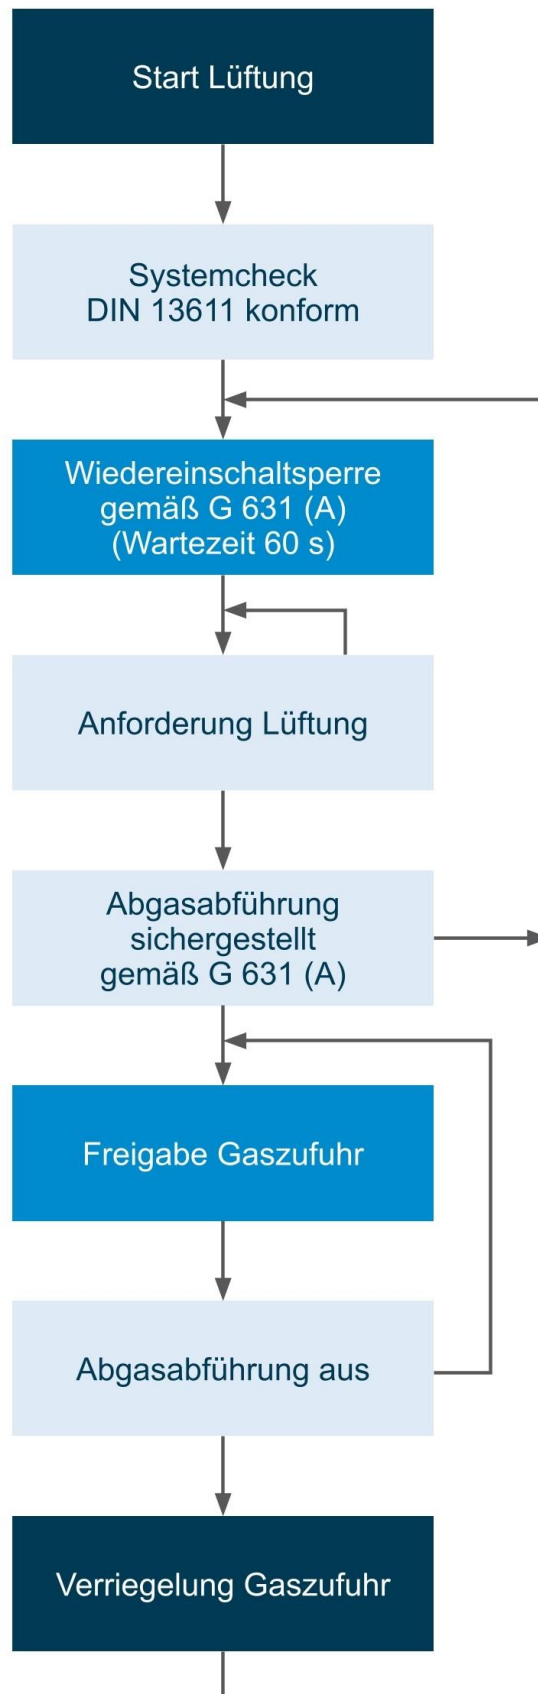 Start Lüftung
Systemcheck
DIN 13611 konform
Wiedereinschaltsperre
gemäß G 631 (A)
(Wartezeit 60 s)
Anforderung Lüftung
Abgasabführung
sichergestellt
gemäß G 631 (A)
Freigabe Gaszufuhr
Abgasabführung aus
Verriegelung Gaszufuhr